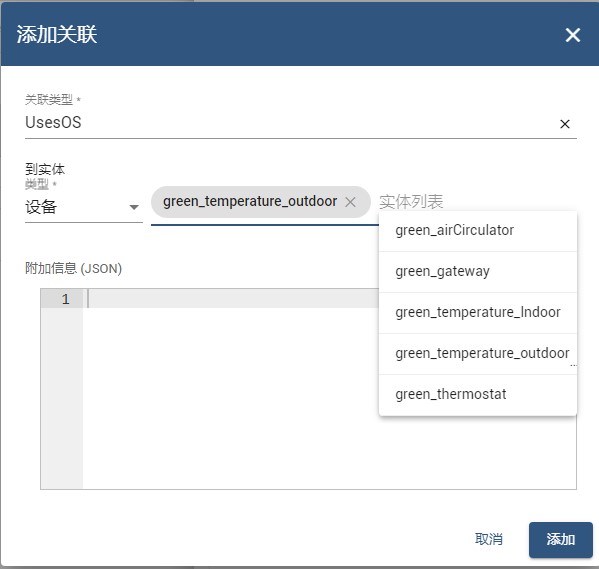 添加关联
关联类型 *
UsesOS
到实体
类型 *
设备
green_temperature_outdoor
实体列表
green_airCirculator
green_gateway
green_temperature_Indoor
green_temperature_outdoor
...
green_thermostat
附加信息 (JSON)
1
取消
添加